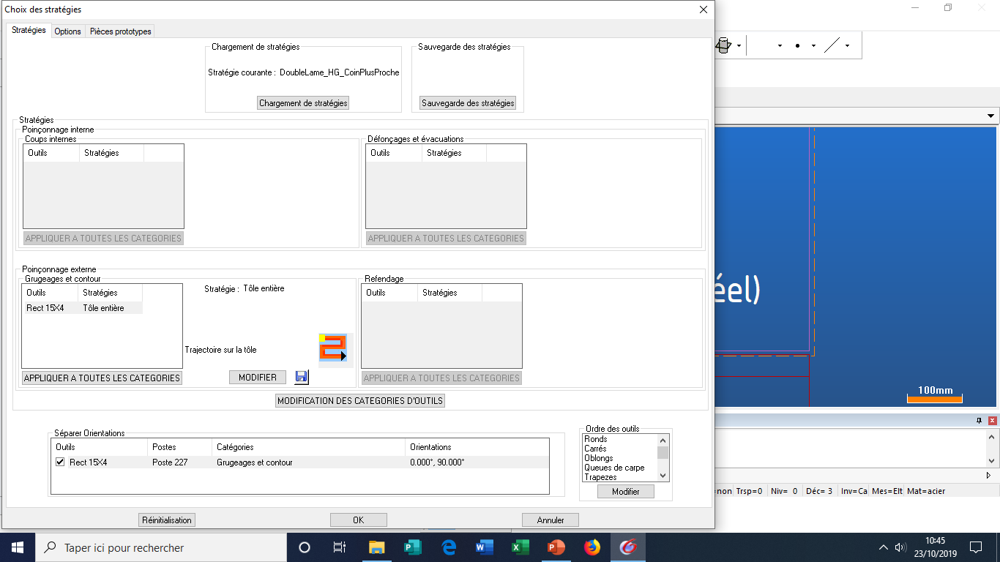 Choix des stratégies
Stratégies Options Pièces prototypes
Chargement de stratégies
Stratégie courante : DoubleLame_HG_CoinPlusProche
Chargement de stratégies
Sauvegarde des stratégies
Sauvegarde des stratégies
Stratégies
Poinçonnage interne
Coups internes
Outils Stratégies
APPLIQUER A TOUTES LES CATEGORIES
Défonçages et évacuations
Outils Stratégies
APPLIQUER A TOUTES LES CATEGORIES
Poinçonnage externe
Grugeages et contour
Outils Stratégies
Rect 15X4 Tôle entière
APPLIQUER A TOUTES LES CATEGORIES
Stratégie : Tôle entière
Trajectoire sur la tôle
MODIFIER
Refendage
Outils Stratégies
APPLIQUER A TOUTES LES CATEGORIES
MODIFICATION DES CATEGORIES D'OUTILS
Séparer Orientations
Outils Postes Catégories Orientations
Rect 15X4 Poste 227 Grugeages et contour 0.000°, 90.000°
Ordre des outils
Ronds
Carrés
Oblongs
Queues de carpe
Trapezes
Modifier
Réinitialisation OK Annuler
éel)
100mm
=non Trsp=0 Niv= 0 Déc= 3 Inv=Ca Mes=Elt Mat=acier
Taper ici pour rechercher
10:45
23/10/2019